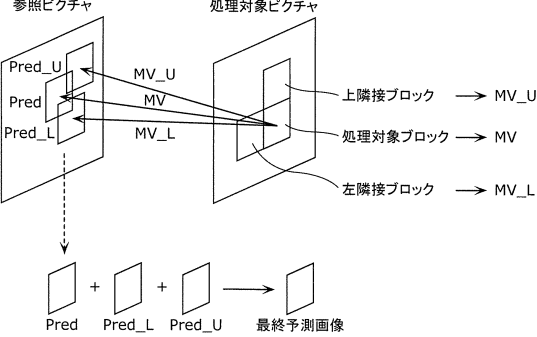 参照ピクチャ
処理対象ピクチャ
Pred_U
MV_U
Pred
MV
Pred_L
MV_L
上隣接ブロック
MV_U
処理対象ブロック
MV
左隣接ブロック
MV_L
+
+
Pred
Pred_L
Pred_U
最終予測画像